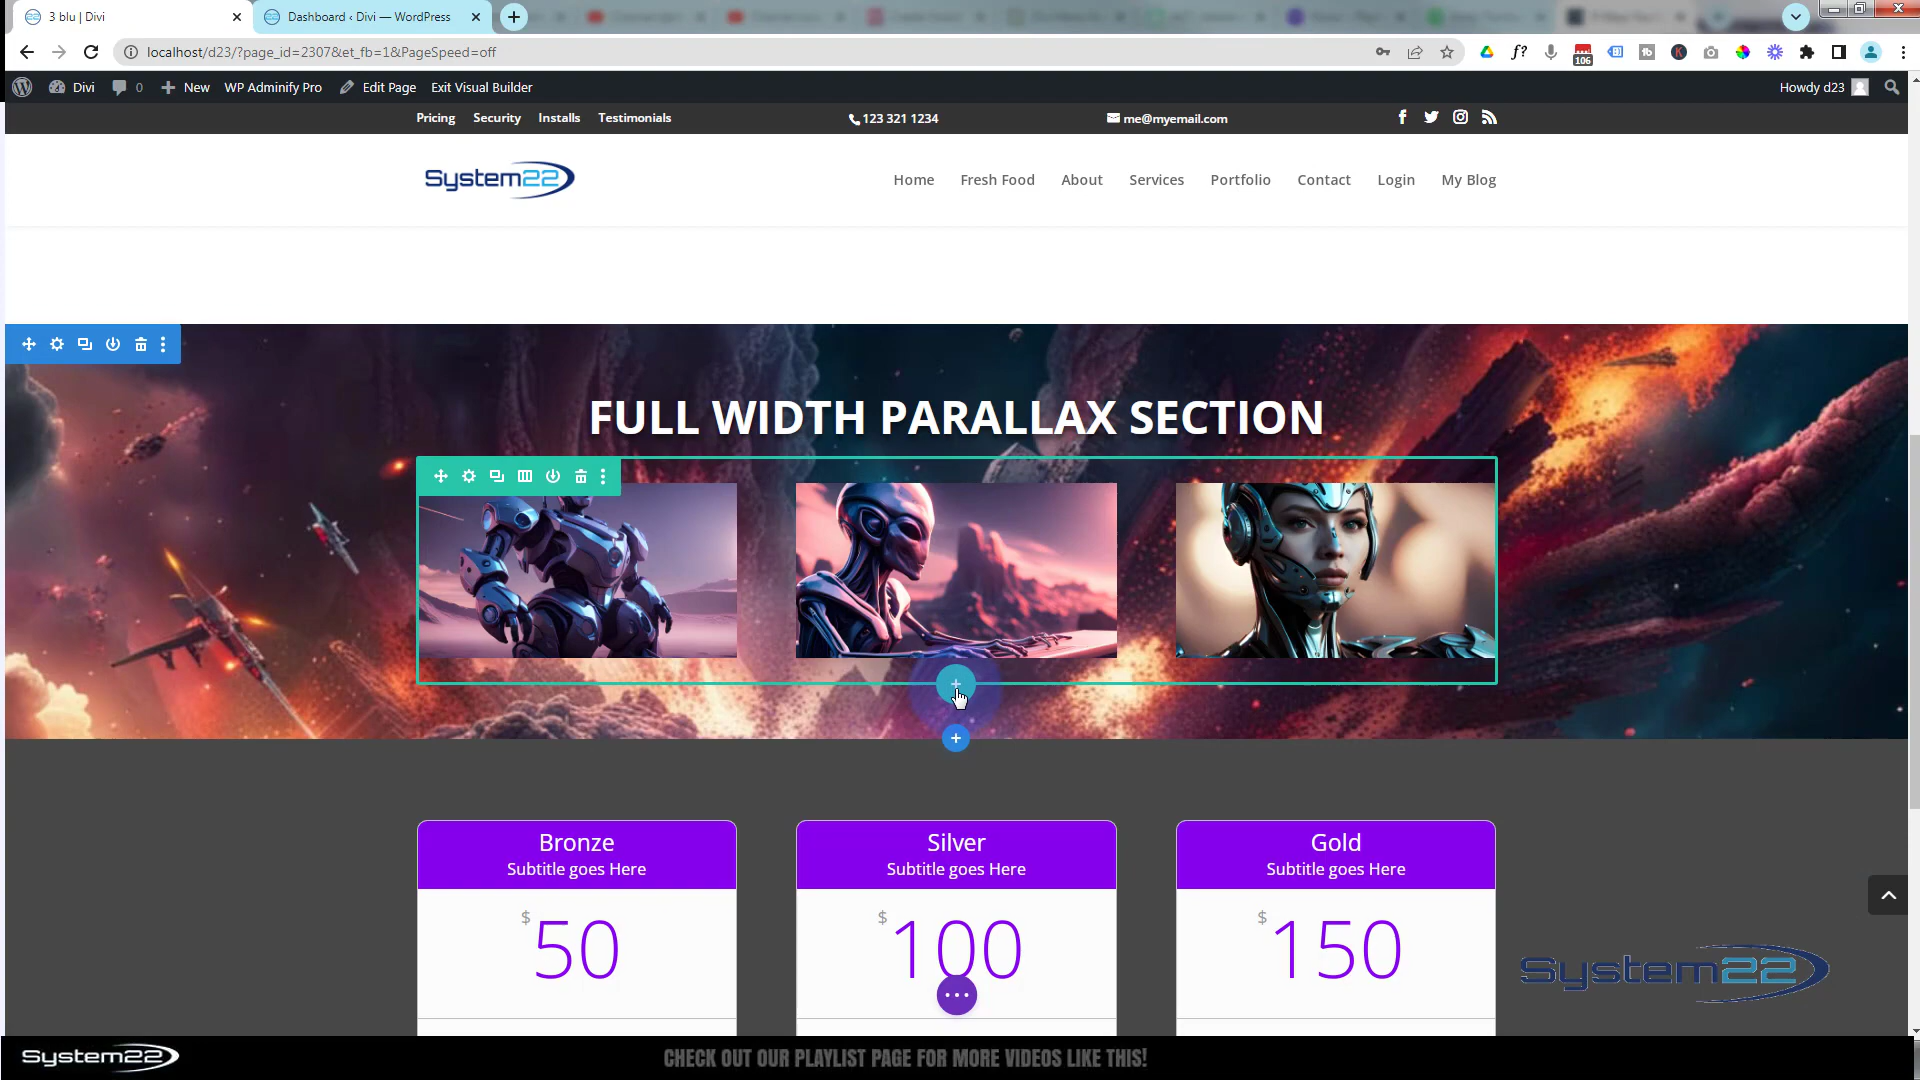 3 blu | Divi
Dashboard ‹ Divi — WordPress
localhost/d23/?page_id=2307&et_fb=1&PageSpeed=off
106
Divi 0 New WP Adminify Pro Edit Page Exit Visual Builder Howdy d23
Pricing Security Installs Testimonials 123 321 1234 me@myemail.com
System22 Home Fresh Food About Services Portfolio Contact Login My Blog
FULL WIDTH PARALLAX SECTION
Bronze Silver Gold
Subtitle goes Here Subtitle goes Here Subtitle goes Here
$50 $100 $150
System22
System22 CHECK OUT OUR PLAYLIST PAGE FOR MORE VIDEOS LIKE THIS!